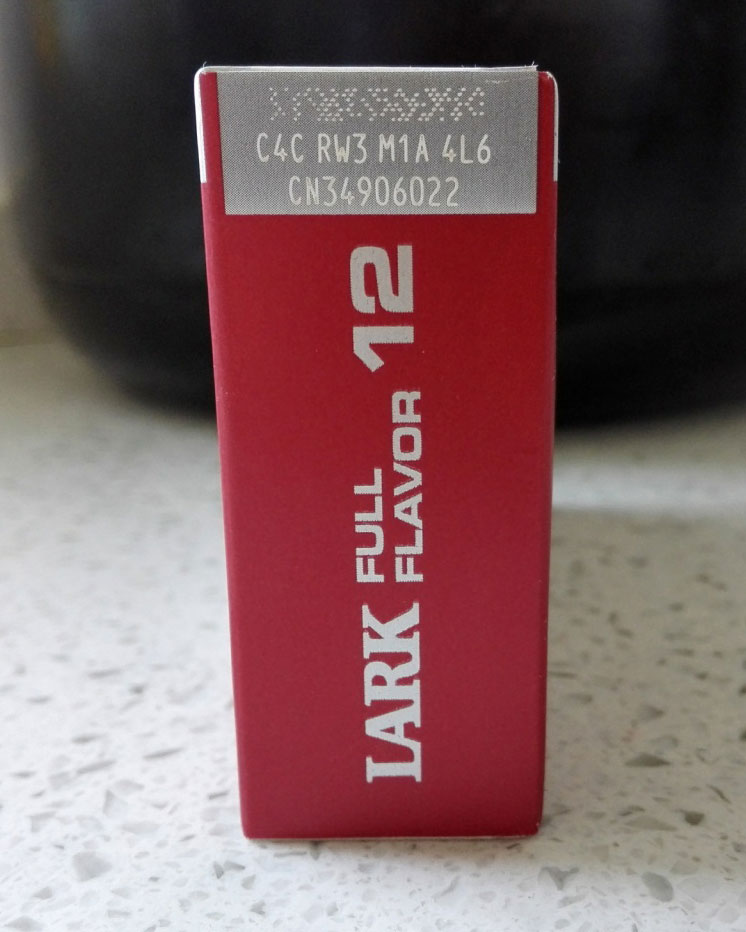 C4C RW3 M1A 4L6
CN34906022
LARK FULL FLAVOR 12